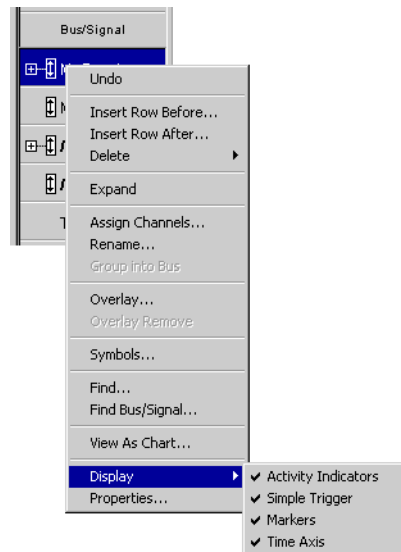 Bus/Signal
Undo
Insert Row Before...
Insert Row After...
Delete
Expand
Assign Channels...
Rename...
Group into Bus
Overlay...
Overlay Remove
Symbols...
Find...
Find Bus/Signal...
View As Chart...
Display
Properties...
Activity Indicators
Simple Trigger
Markers
Time Axis